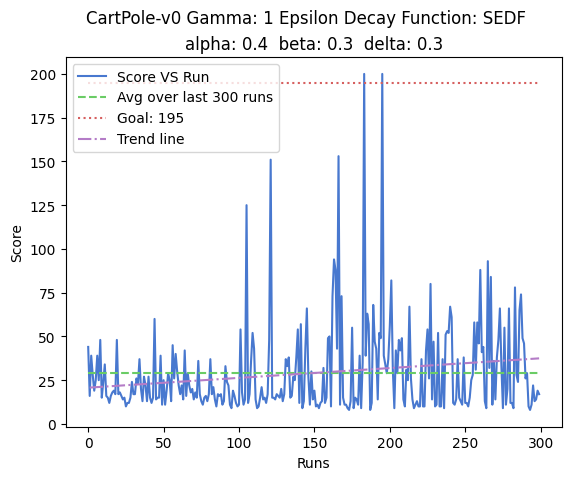 CartPole-v0 Gamma: 1 Epsilon Decay Function: SEDF
alpha: 0.4 beta: 0.3 delta: 0.3
Score VS Run
Avg over last 300 runs
Goal: 195
Trend line
Score
200
175
150
125
100
75
50
25
0
0
50
100
150
200
250
300
Runs